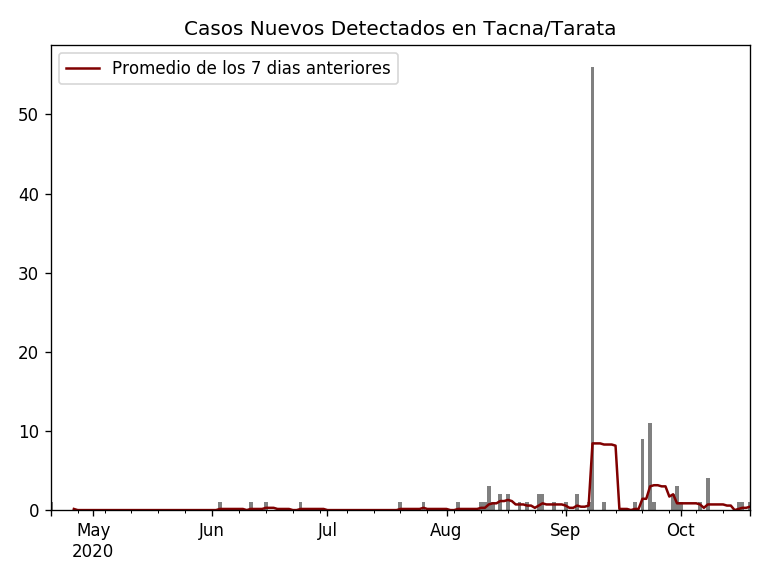 Casos Nuevos Detectados en Tacna/Tarata
Promedio de los 7 dias anteriores
50
40
30
20
10
0
May Jun Jul Aug Sep Oct
2020